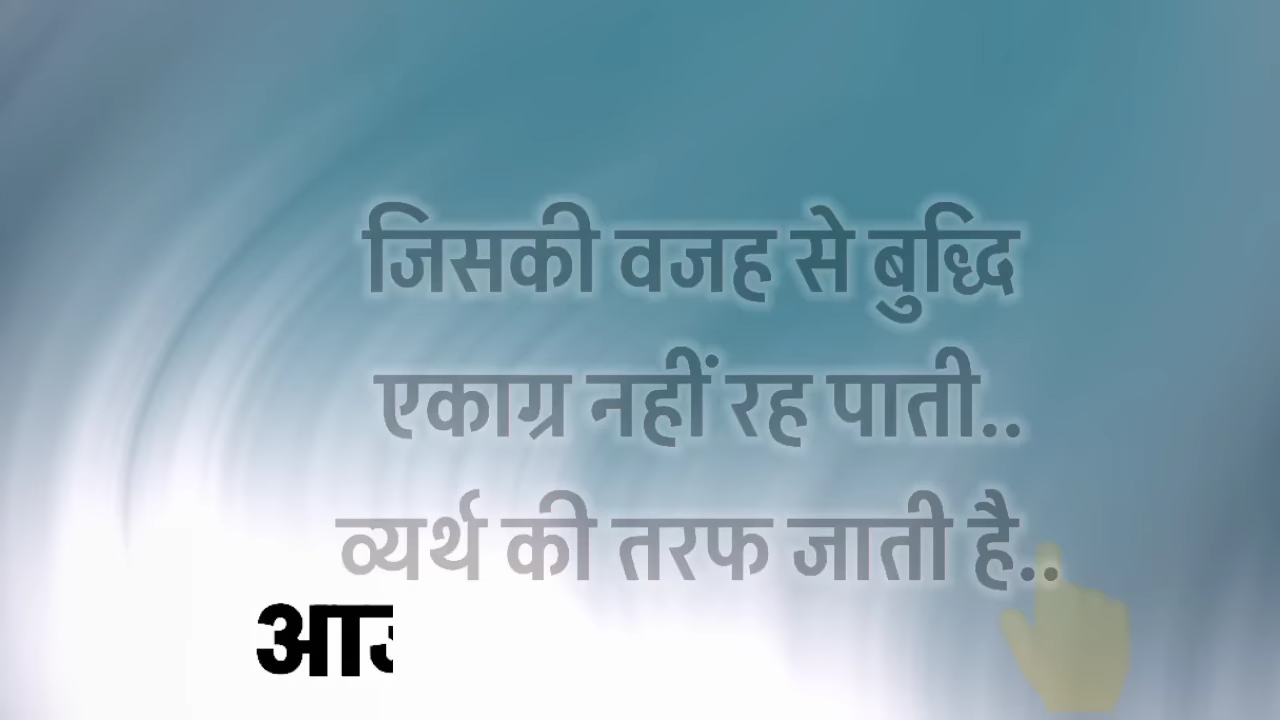 जिसकी वजह से बुद्धि
एकाग्र नहीं रह पाती..
व्यर्थ की तरफ जाती है..